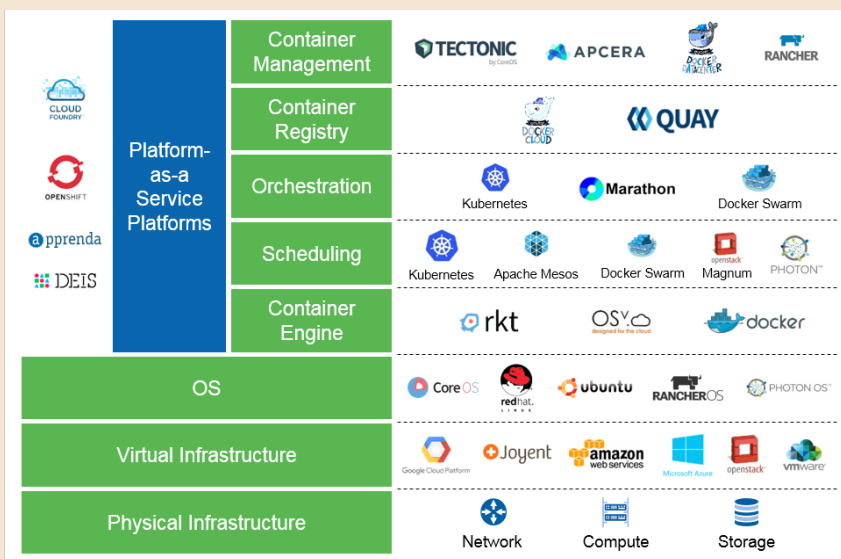 Container
Management
TECTONIC
by CoreOS
APCERA
DOCKER
DATACENTER
RANCHER
CLOUD
FOUNDRY
Container
Registry
DOCKER
CLOUD
QUAY
Platform-
as-a
Service
Platforms
OPENSHIFT
Orchestration
Kubernetes
Marathon
Docker Swarm
apprenda
DEIS
Scheduling
Kubernetes
Apache Mesos
Docker Swarm
openstack
Magnum
PHOTON™
Container
Engine
rkt
OSv
designed for the cloud
docker
OS
CoreOS
redhat.
LINUX
ubuntu
RANCHEROS
PHOTON OS™
Virtual Infrastructure
Google Cloud Platform
Joyent
amazon
web services
Microsoft Azure
openstack
vmware
Physical Infrastructure
Network
Compute
Storage